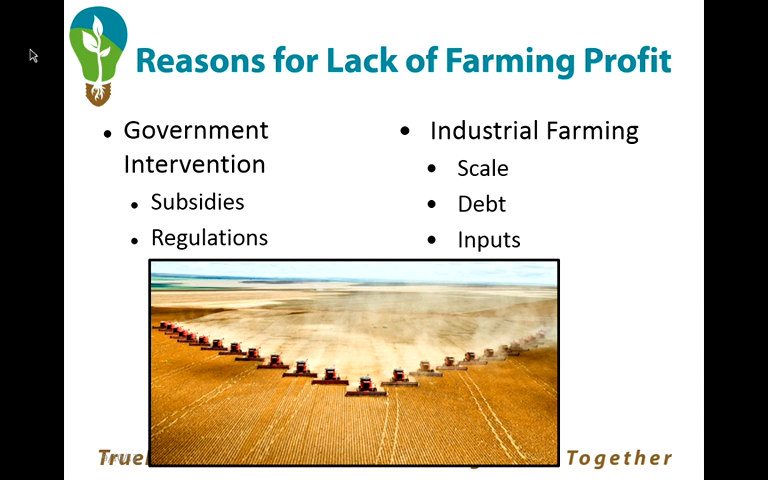 Reasons for Lack of Farming Profit
Government
Intervention
Subsidies
Regulations
Industrial Farming
Scale
Debt
Inputs
Together